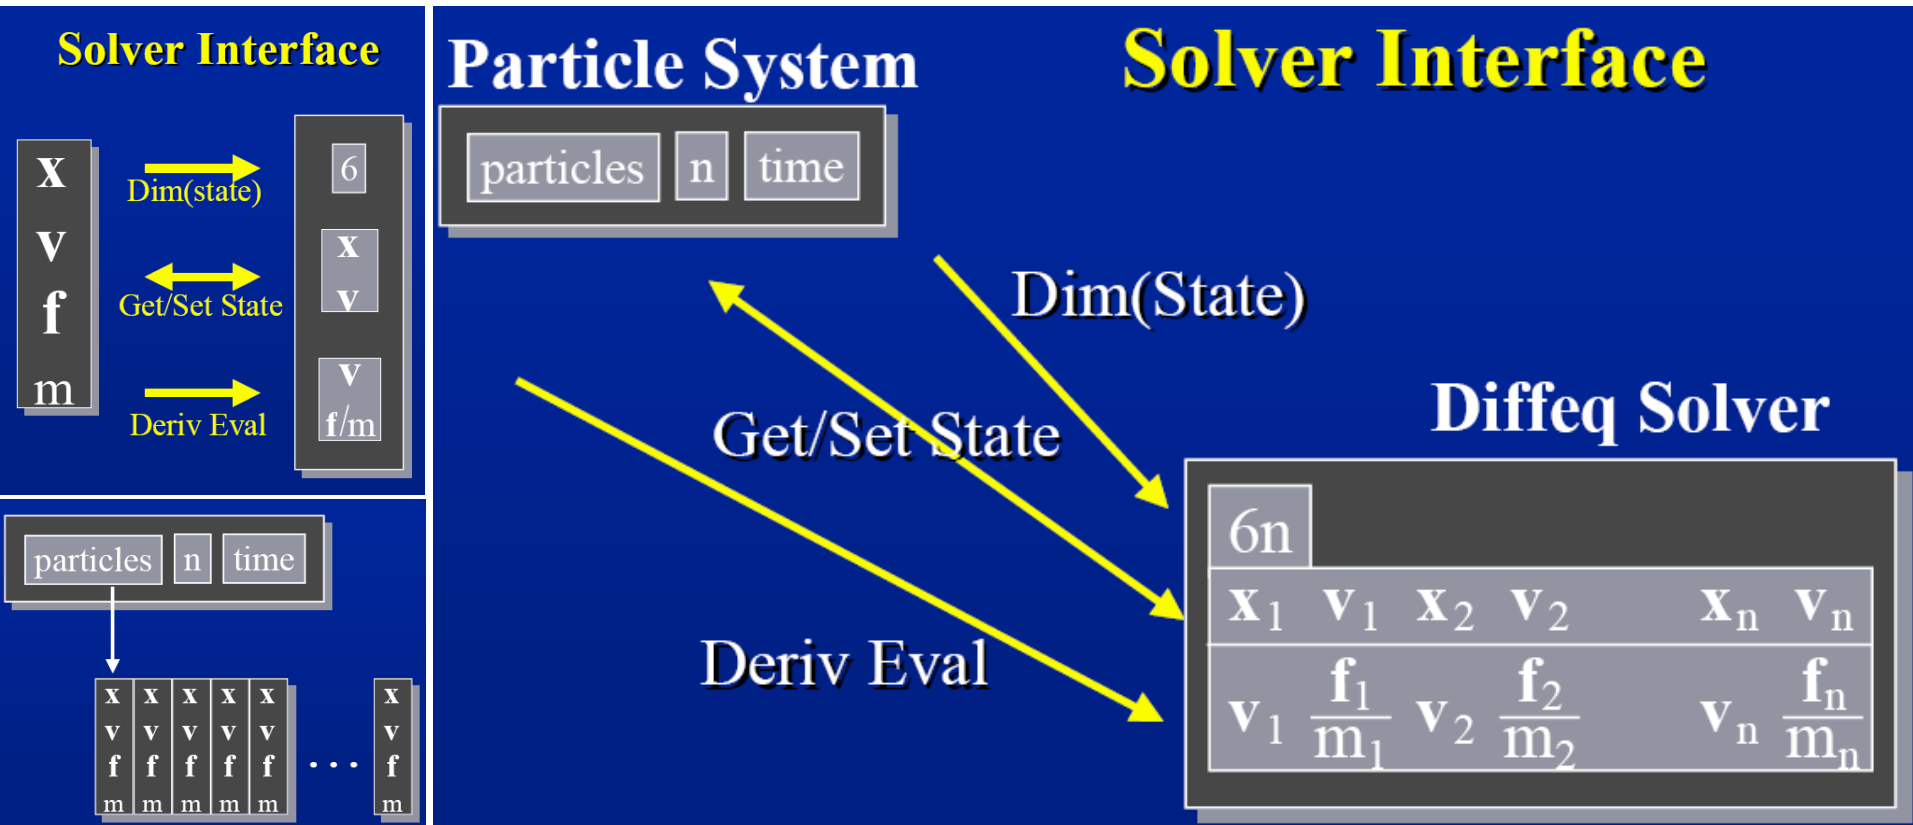 Solver Interface
x
v
f
m
Dim(state)
Get/Set State
Deriv Eval
6
x
v
v
f/m
particles n time
x x x x x x
v v v v v v
f f f f f . . . f
m m m m m m
Particle System
Solver Interface
particles n time
Dim(State)
Get/Set State
Deriv Eval
Diffeq Solver
6n
x1 v1 x2 v2 xn vn
v1 f1/m1 v2 f2/m2 vn fn/mn